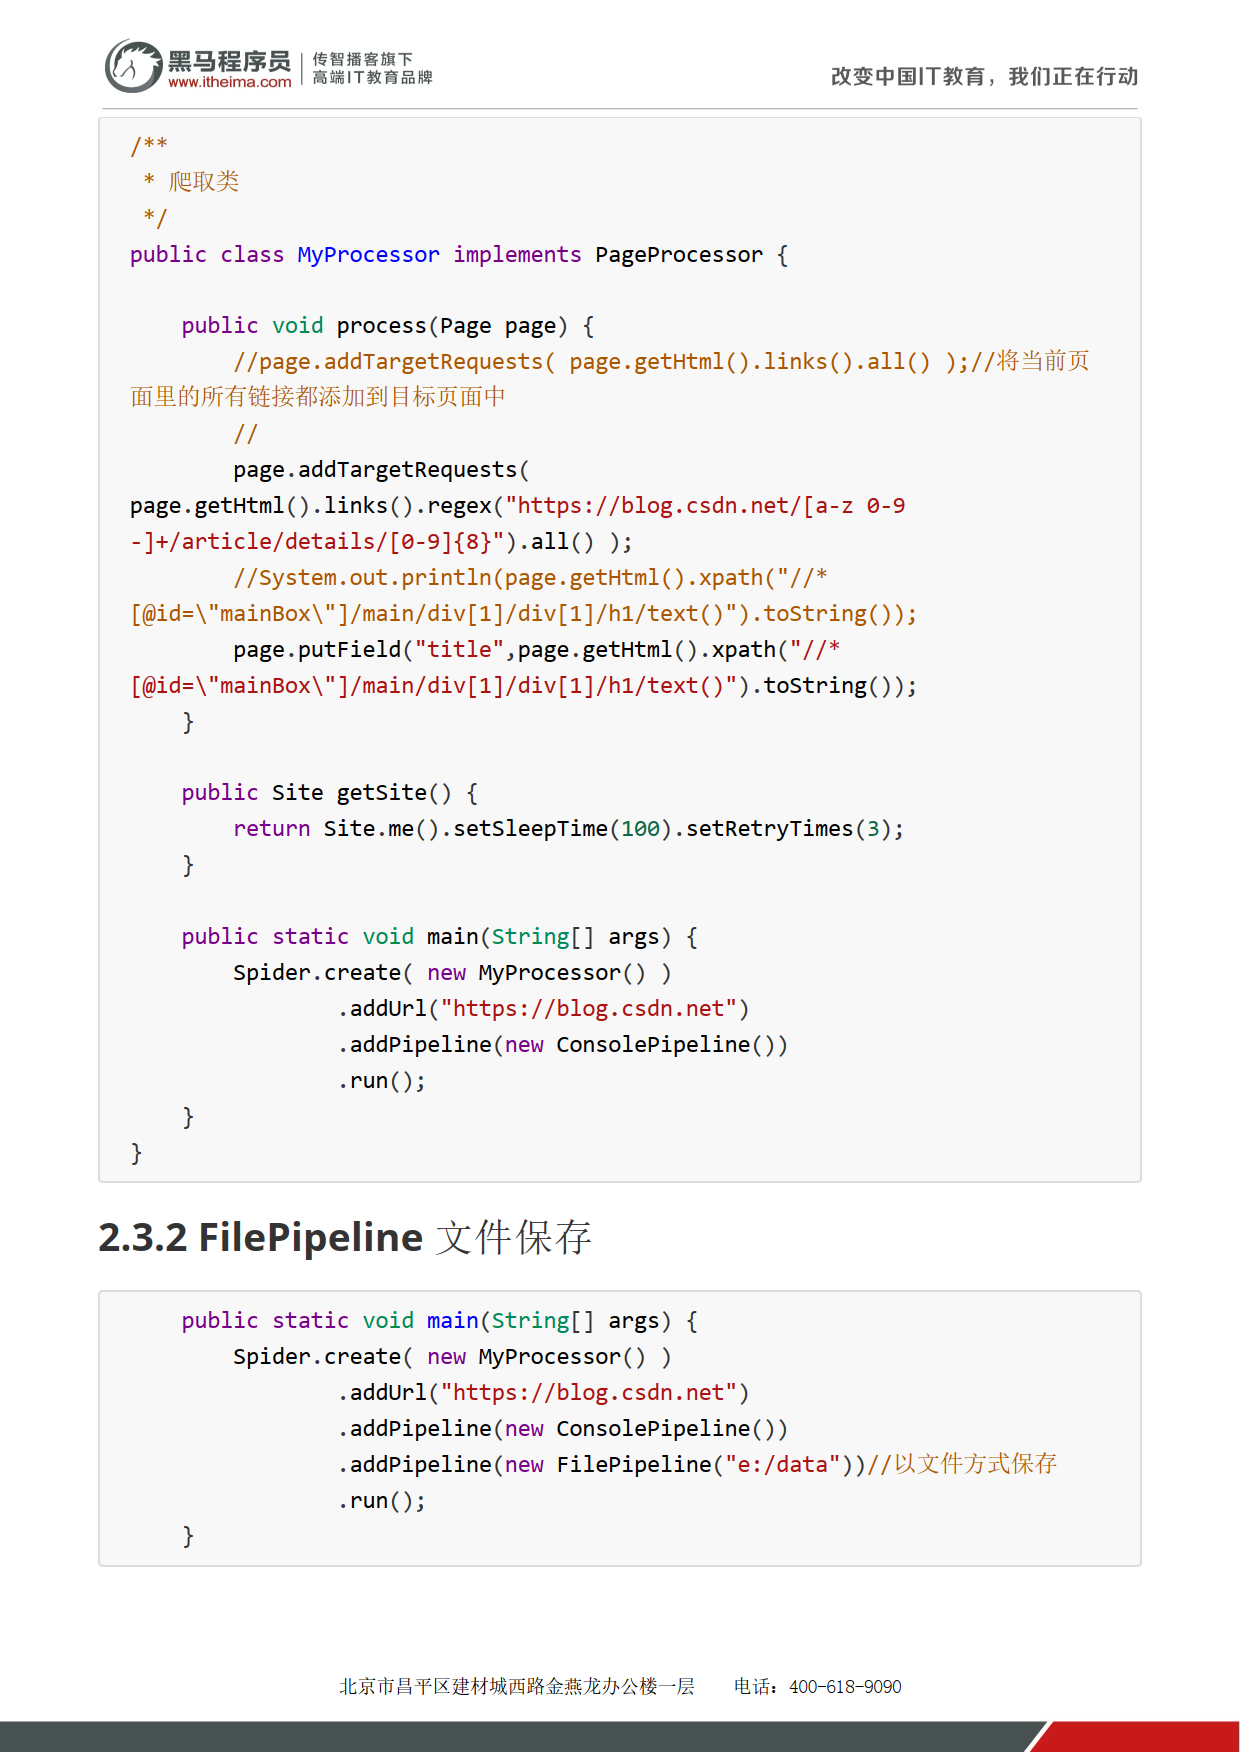 黑马程序员
www.itheima.com
传智播客旗下
高端IT教育品牌
改变中国IT教育，我们正在行动
/**
 * 爬取类
 */
public class MyProcessor implements PageProcessor {

    public void process(Page page) {
        //page.addTargetRequests( page.getHtml().links().all() );//将当前页
面里的所有链接都添加到目标页面中
        //
        page.addTargetRequests(
page.getHtml().links().regex("https://blog.csdn.net/[a-z 0-9
-]+/article/details/[0-9]{8}").all() );
        //System.out.println(page.getHtml().xpath("//*
[@id=\"mainBox\"]/main/div[1]/div[1]/h1/text()").toString());
        page.putField("title",page.getHtml().xpath("//*
[@id=\"mainBox\"]/main/div[1]/div[1]/h1/text()").toString());
    }

    public Site getSite() {
        return Site.me().setSleepTime(100).setRetryTimes(3);
    }

    public static void main(String[] args) {
        Spider.create( new MyProcessor() )
                .addUrl("https://blog.csdn.net")
                .addPipeline(new ConsolePipeline())
                .run();
    }
}
2.3.2 FilePipeline 文件保存
    public static void main(String[] args) {
        Spider.create( new MyProcessor() )
                .addUrl("https://blog.csdn.net")
                .addPipeline(new ConsolePipeline())
                .addPipeline(new FilePipeline("e:/data"))//以文件方式保存
                .run();
    }
北京市昌平区建材城西路金燕龙办公楼一层 电话：400-618-9090